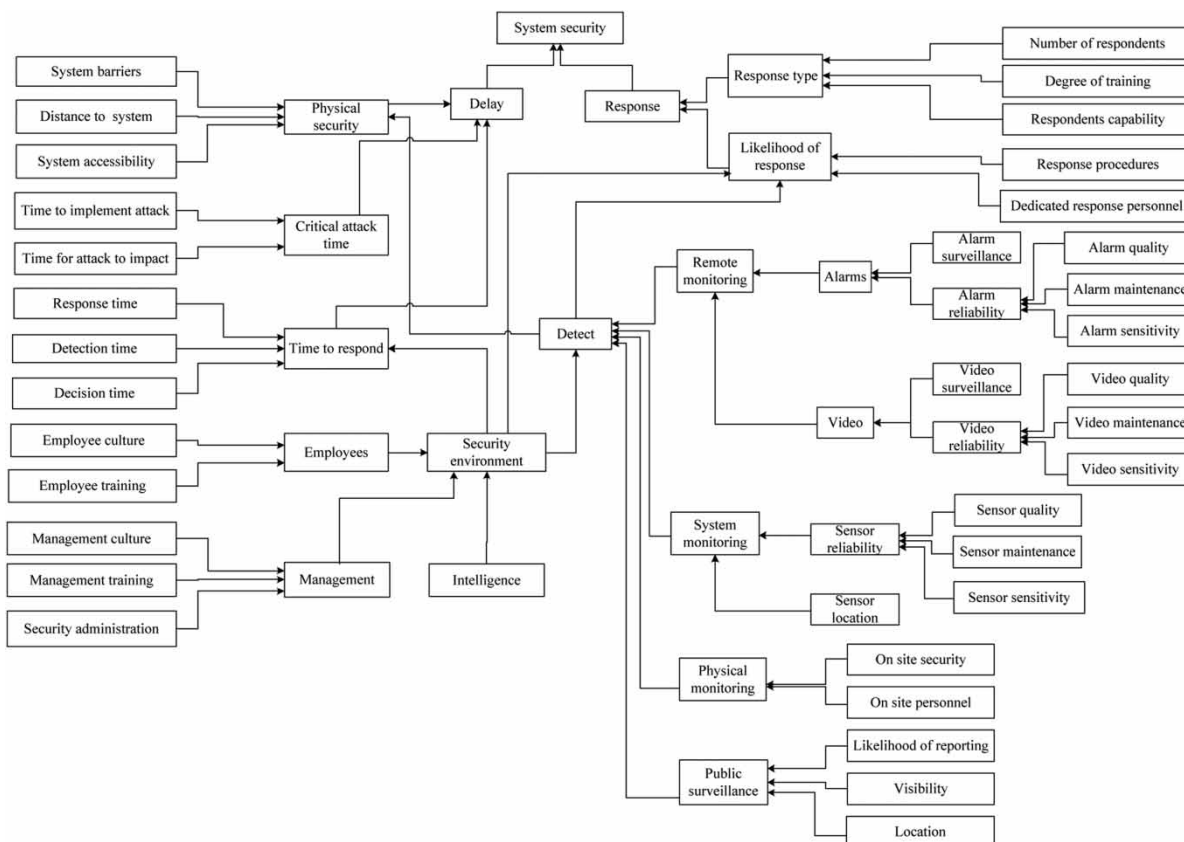 System security
System barriers
Distance to system
System accessibility
Physical
security
Delay
Response
Response type
Number of respondents
Degree of training
Respondents capability
Likelihood of
response
Response procedures
Dedicated response personnel
Time to implement attack
Time for attack to impact
Critical attack
time
Response time
Detection time
Decision time
Time to respond
Detect
Remote
monitoring
Alarms
Alarm
surveillance
Alarm
reliability
Alarm quality
Alarm maintenance
Alarm sensitivity
Video
Video
surveillance
Video
reliability
Video quality
Video maintenance
Video sensitivity
Employee culture
Employee training
Employees
Security
environment
Management culture
Management training
Security administration
Management
Intelligence
System
monitoring
Sensor
reliability
Sensor quality
Sensor maintenance
Sensor sensitivity
Sensor
location
Physical
monitoring
On site security
On site personnel
Public
surveillance
Likelihood of reporting
Visibility
Location